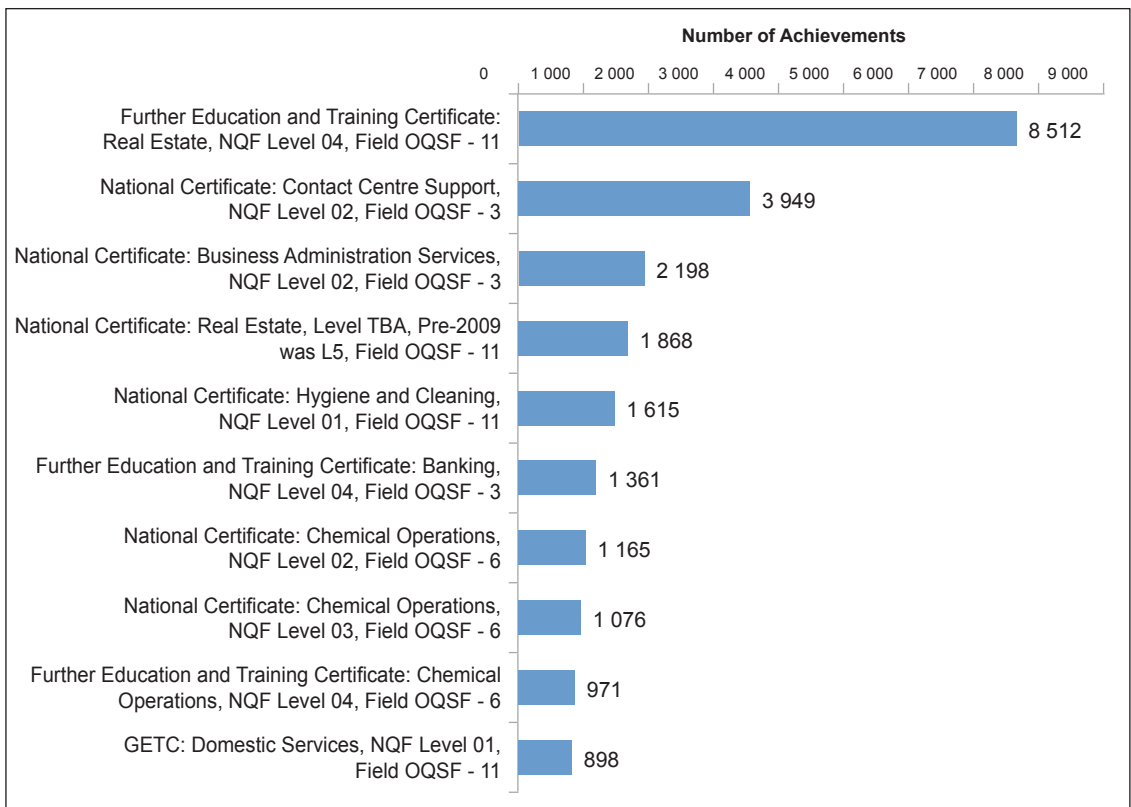 Number of Achievements
0 1 000 2 000 3 000 4 000 5 000 6 000 7 000 8 000 9 000
Further Education and Training Certificate:
Real Estate, NQF Level 04, Field OQSF - 11
8 512
National Certificate: Contact Centre Support,
NQF Level 02, Field OQSF - 3
3 949
National Certificate: Business Administration Services,
NQF Level 02, Field OQSF - 3
2 198
National Certificate: Real Estate, Level TBA, Pre-2009
was L5, Field OQSF - 11
1 868
National Certificate: Hygiene and Cleaning,
NQF Level 01, Field OQSF - 11
1 615
Further Education and Training Certificate: Banking,
NQF Level 04, Field OQSF - 3
1 361
National Certificate: Chemical Operations,
NQF Level 02, Field OQSF - 6
1 165
National Certificate: Chemical Operations,
NQF Level 03, Field OQSF - 6
1 076
Further Education and Training Certificate: Chemical
Operations, NQF Level 04, Field OQSF - 6
971
GETC: Domestic Services, NQF Level 01,
Field OQSF - 11
898